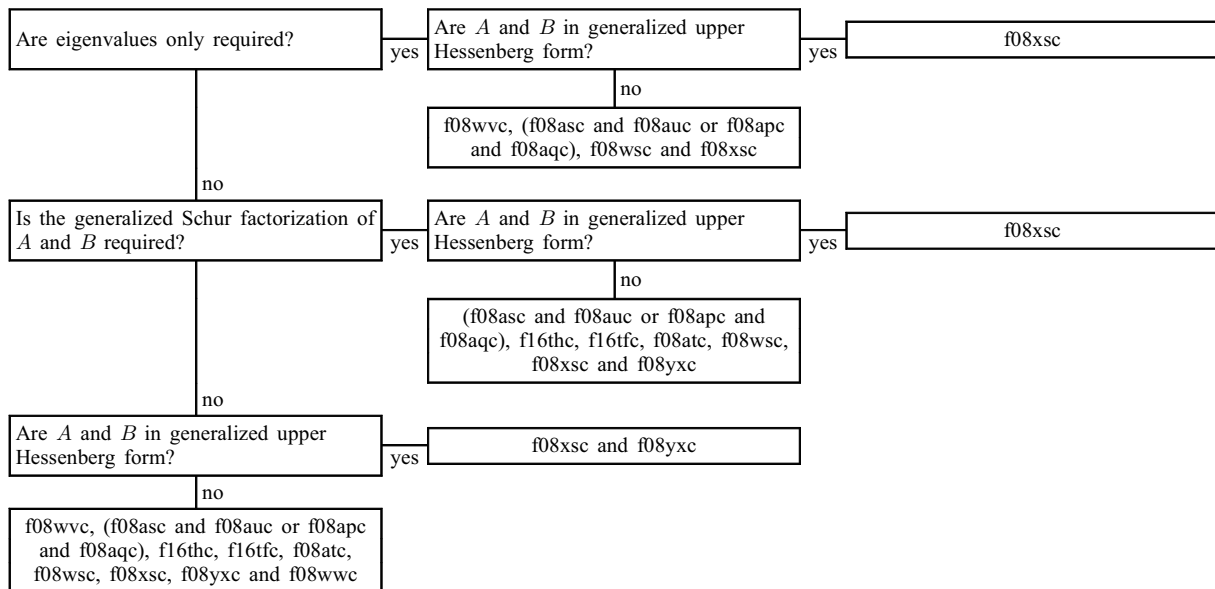 Are eigenvalues only required?
yes
Are A and B in generalized upper
Hessenberg form?
yes
f08xsc
no
f08wvc, (f08asc and f08auc or f08apc
and f08aqc), f08wsc and f08xsc
no
Is the generalized Schur factorization of
A and B required?
yes
Are A and B in generalized upper
Hessenberg form?
yes
f08xsc
no
(f08asc and f08auc or f08apc and
f08aqc), f16thc, f16tfc, f08atc, f08wsc,
f08xsc and f08yxc
no
Are A and B in generalized upper
Hessenberg form?
yes
f08xsc and f08yxc
no
f08wvc, (f08asc and f08auc or f08apc
and f08aqc), f16thc, f16tfc, f08atc,
f08wsc, f08xsc, f08yxc and f08wwc